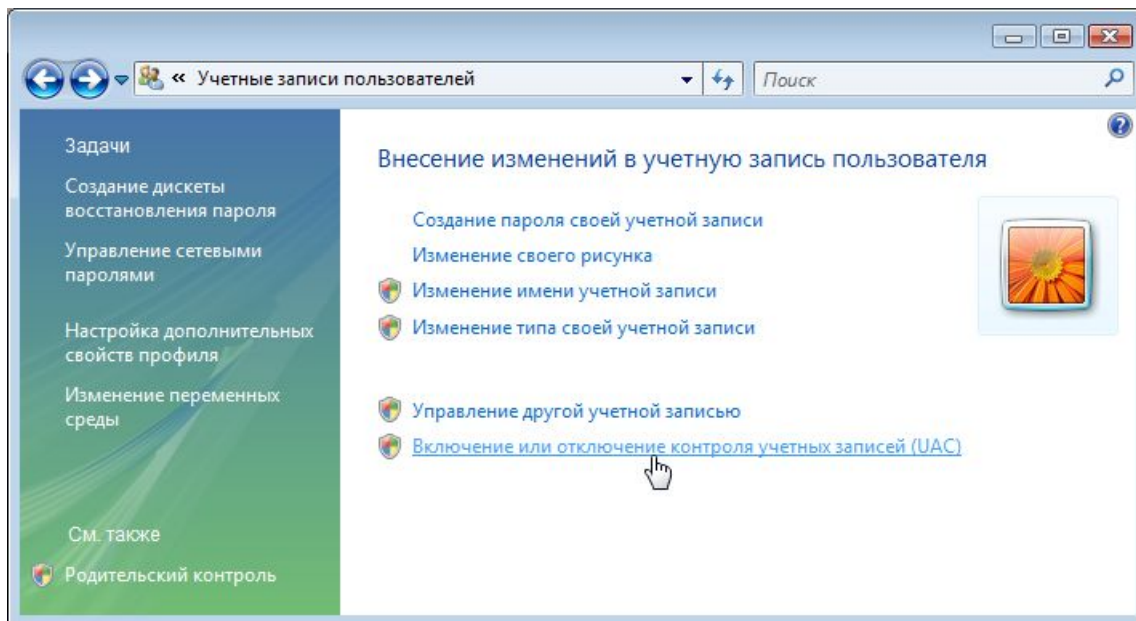 « Учетные записи пользователей
Поиск
Задачи
Создание дискеты
восстановления пароля
Управление сетевыми
паролями
Настройка дополнительных
свойств профиля
Изменение переменных
среды
См. также
Родительский контроль
Внесение изменений в учетную запись пользователя
Создание пароля своей учетной записи
Изменение своего рисунка
Изменение имени учетной записи
Изменение типа своей учетной записи
Управление другой учетной записью
Включение или отключение контроля учетных записей (UAC)